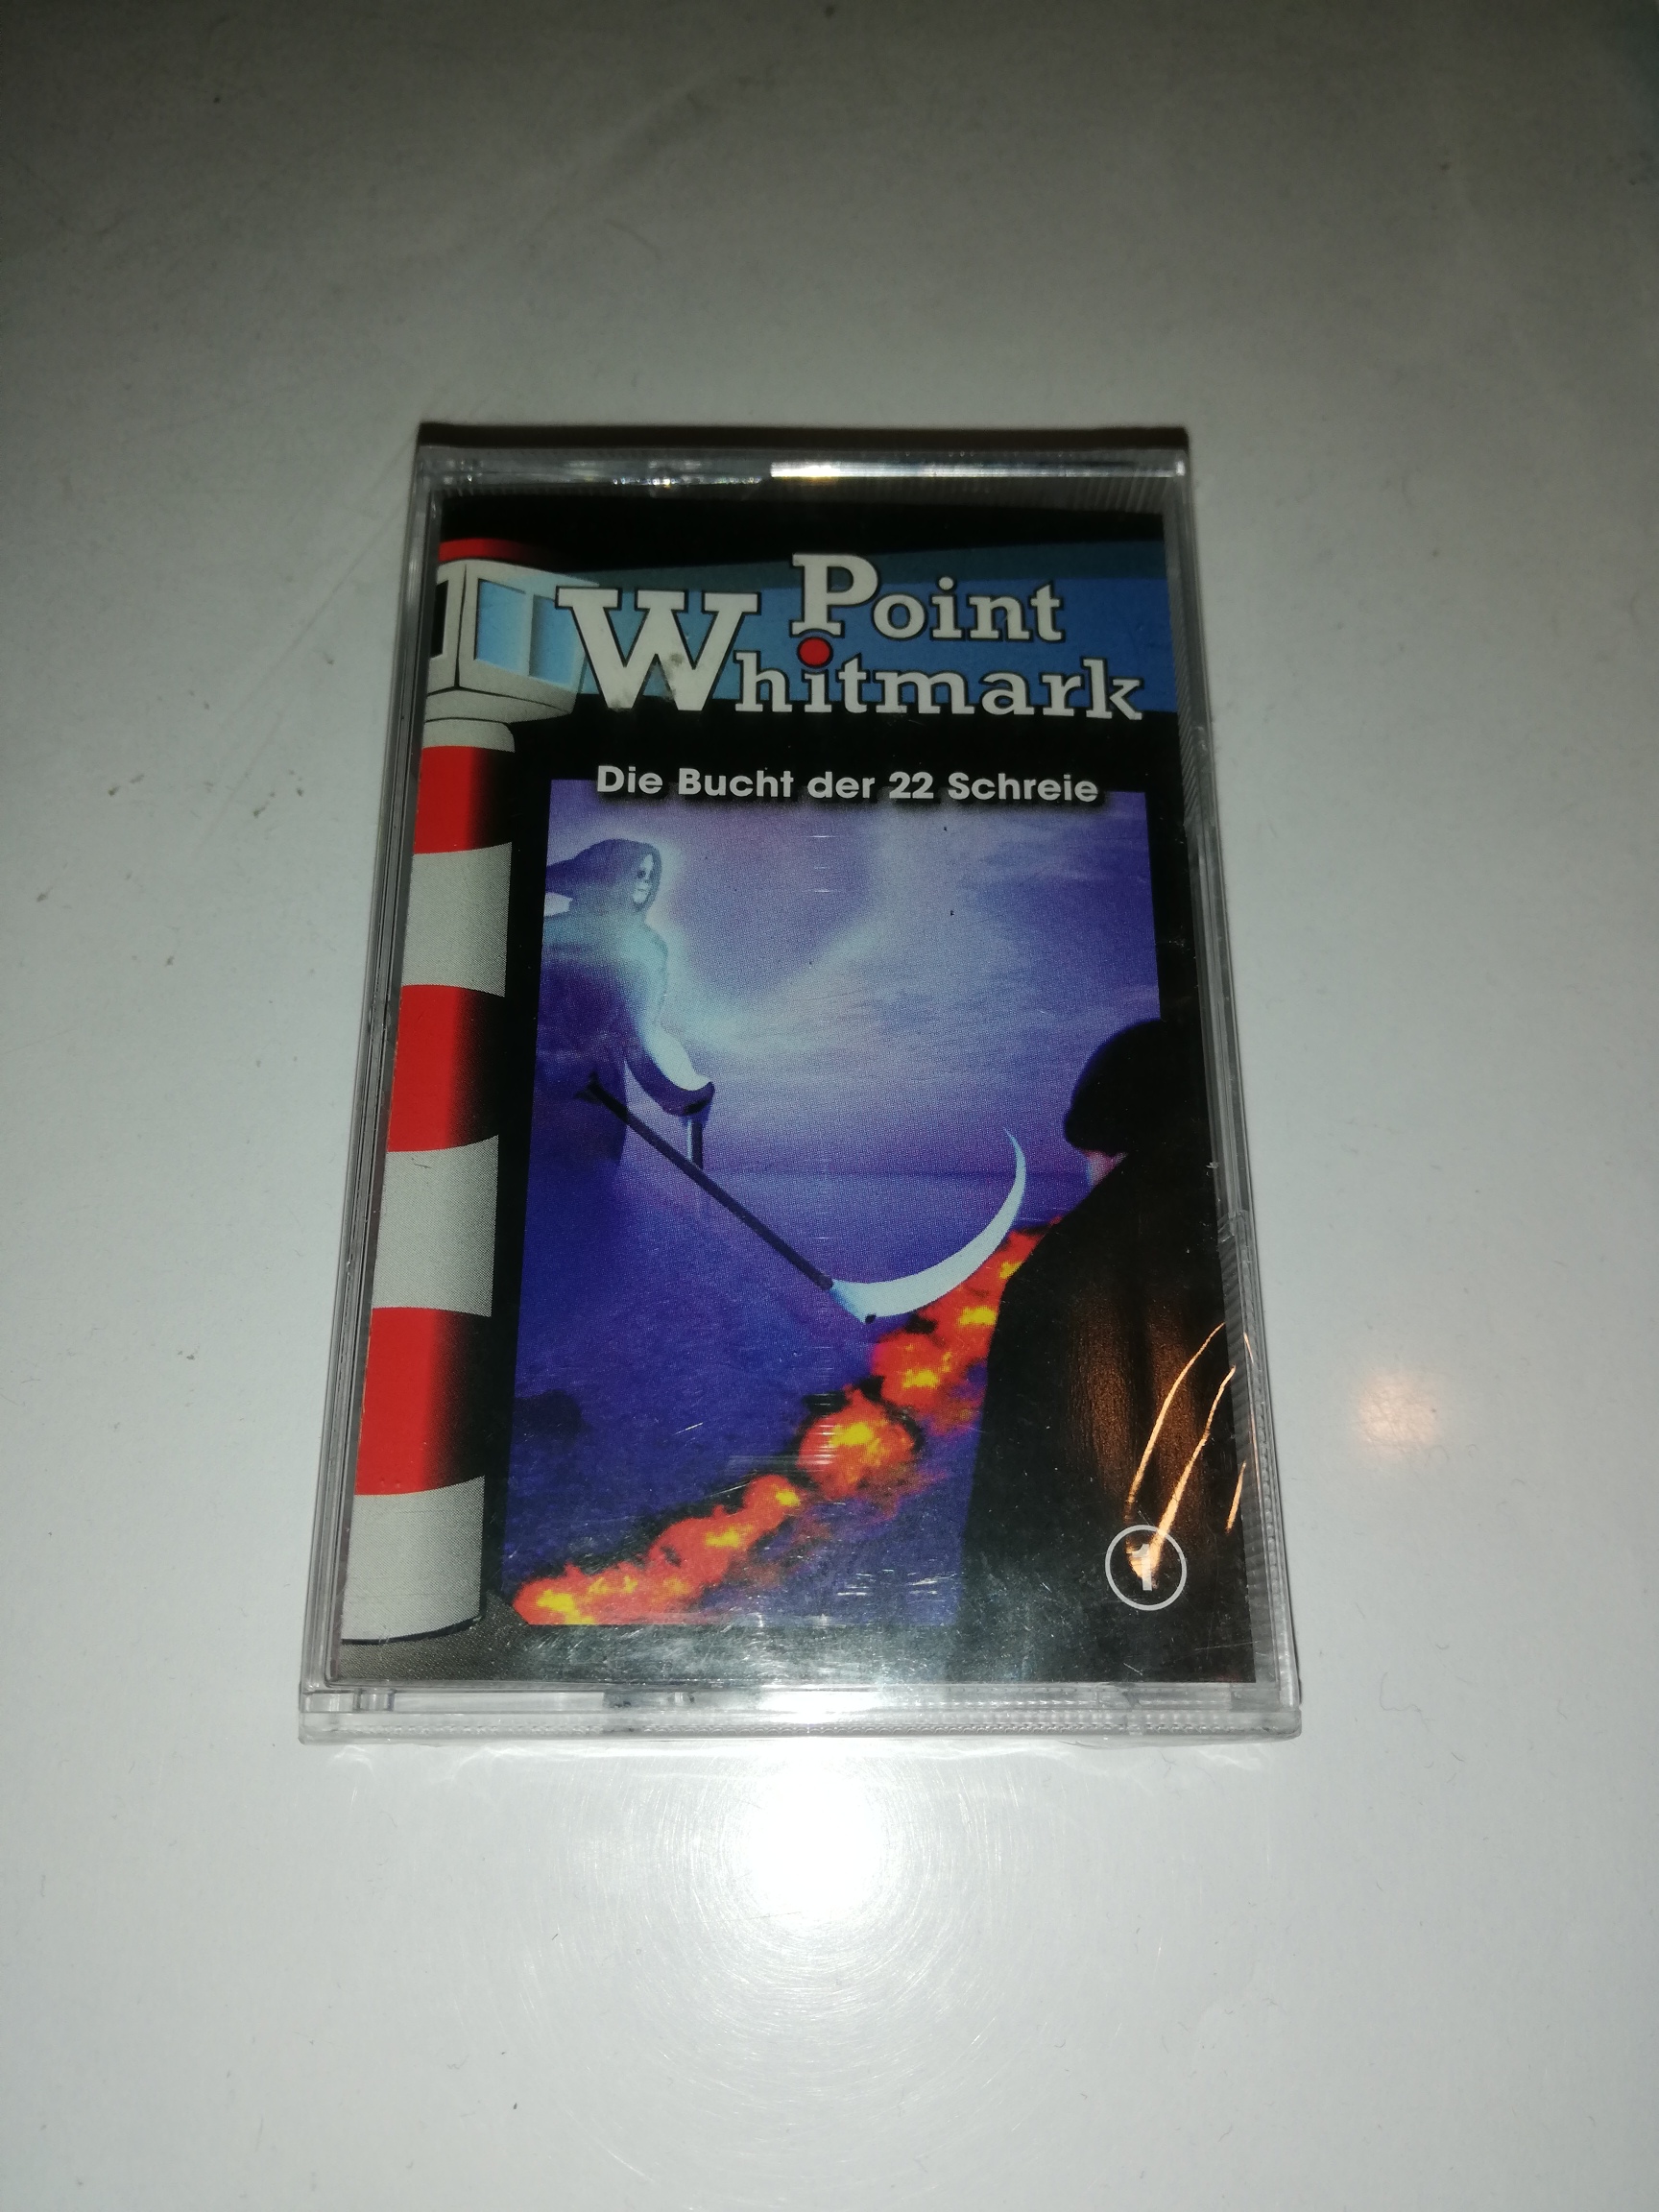 Point
Whitmark
Die Bucht der 22 Schreie
1